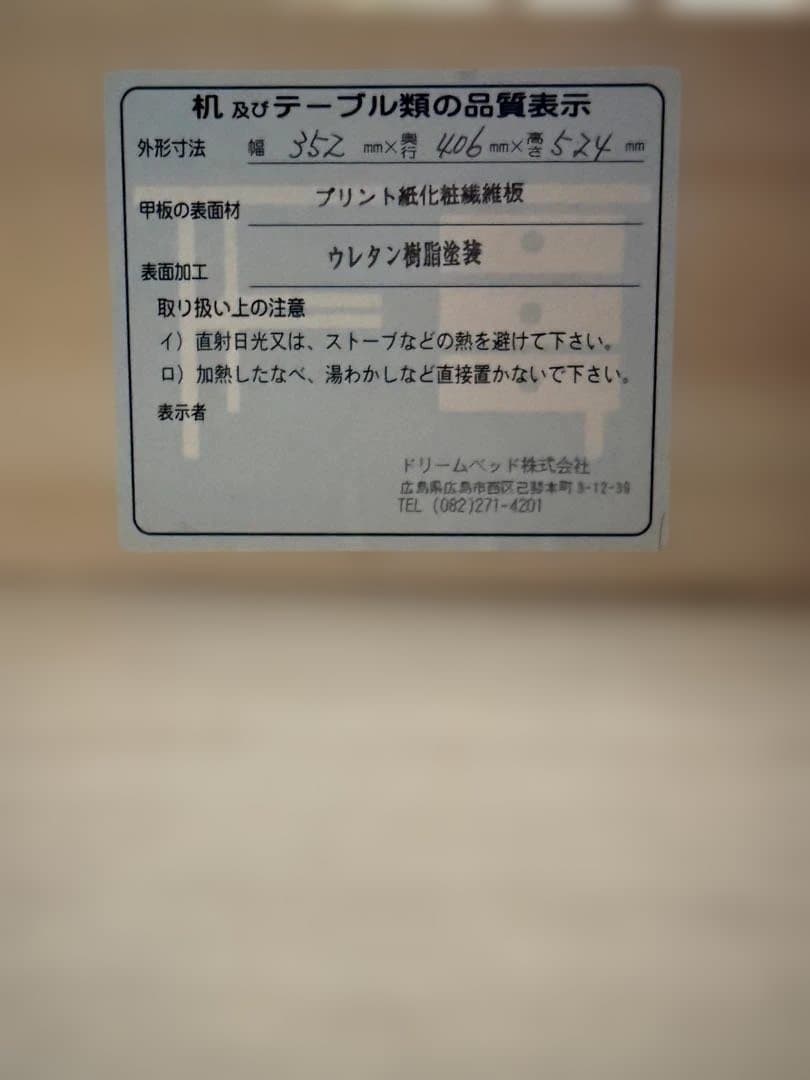 机及びテーブル類の品質表示
外形寸法 幅 352 mm×奥行 406 mm×高さ 524 mm
甲板の表面材 プリント紙化粧繊維板
表面加工 ウレタン樹脂塗装
取り扱い上の注意
イ）直射日光又は、ストーブなどの熱を避けて下さい。
ロ）加熱したなべ、湯わかしなど直接置かないで下さい。
表示者
ドリームベッド株式会社
広島県広島市西区己斐本町3-12-39
TEL (082)271-4201